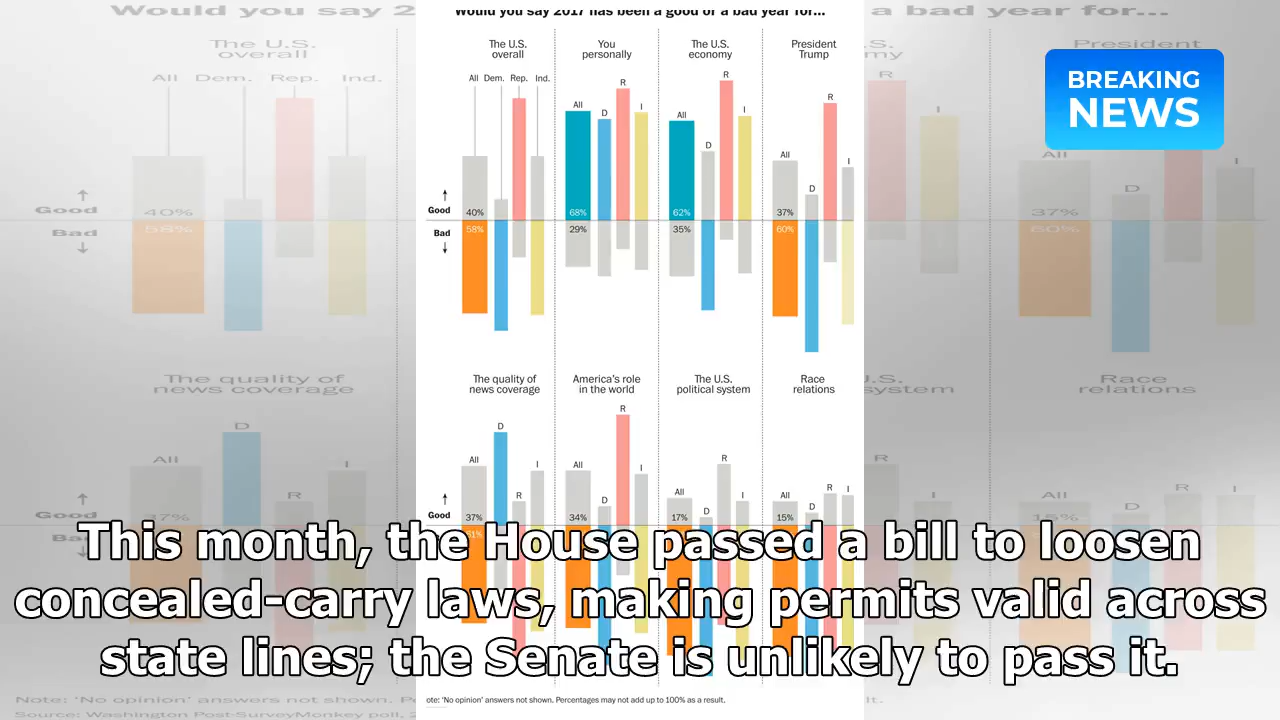 Would you say 2017 has been a good or a bad year for...
The U.S. overall
You personally
The U.S. economy
President Trump
All Dem. Rep. Ind.
All D R I
All D R I
All D R I
Good
40% 68% 62% 37%
Bad
58% 29% 35% 60%
The quality of news coverage
America's role in the world
The U.S. political system
Race relations
All D R I
All D R I
All D R I
All D R I
Good
37% 34% 17% 15%
BREAKING
NEWS
This month, the House passed a bill to loosen
concealed-carry laws, making permits valid across
state lines; the Senate is unlikely to pass it.
ote: 'No opinion' answers not shown. Percentages may not add up to 100% as a result.
Source: Washington Post-SurveyMonkey poll,